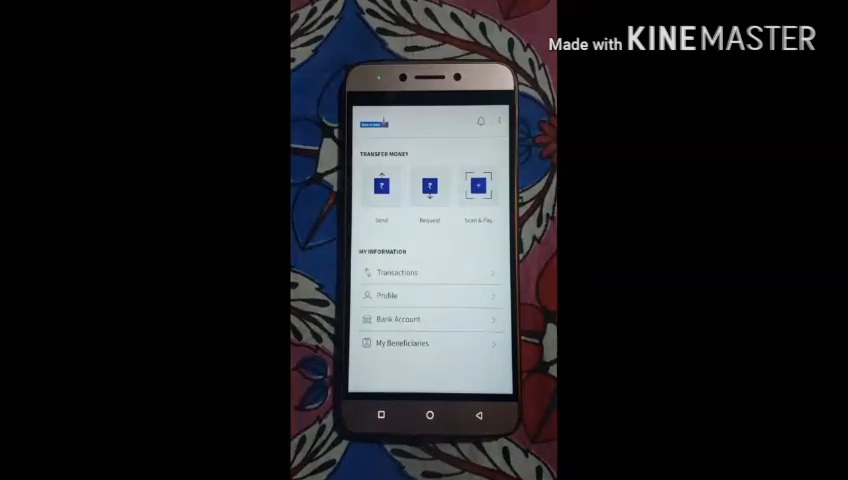 Made with KINEMASTER
TRANSFER MONEY
Send
Request
Scan & Pay
MY INFORMATION
Transactions
Profile
Bank Account
My Beneficiaries